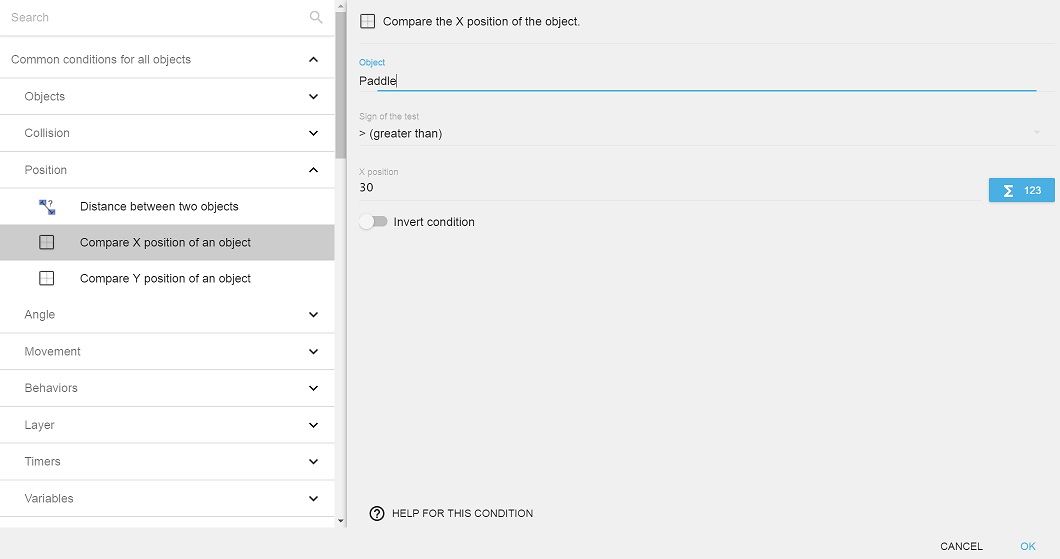 Search
Common conditions for all objects
Objects
Collision
Position
Distance between two objects
Compare X position of an object
Compare Y position of an object
Angle
Movement
Behaviors
Layer
Timers
Variables
Compare the X position of the object.
Object
Paddle
Sign of the test
> (greater than)
X position
30
Σ 123
Invert condition
HELP FOR THIS CONDITION
CANCEL OK